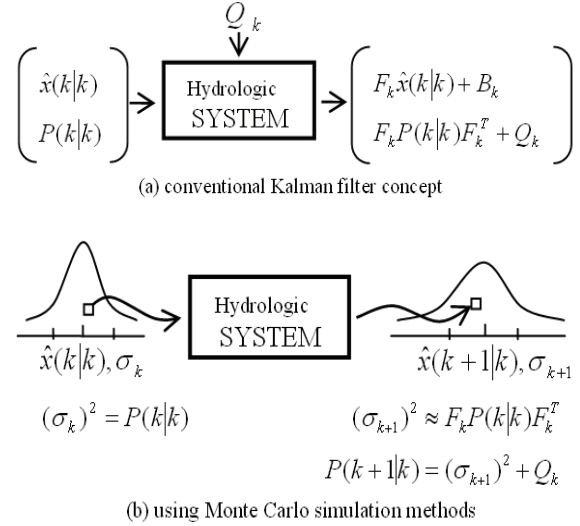 Q_k
x̂(k|k)
P(k|k)
Hydrologic
SYSTEM
F_k x̂(k|k) + B_k
F_k P(k|k) F_k^T + Q_k
(a) conventional Kalman filter concept
Hydrologic
SYSTEM
x̂(k|k), σ_k
x̂(k+1|k), σ_{k+1}
(σ_k)² = P(k|k)
(σ_{k+1})² ≈ F_k P(k|k) F_k^T
P(k+1|k) = (σ_{k+1})² + Q_k
(b) using Monte Carlo simulation methods